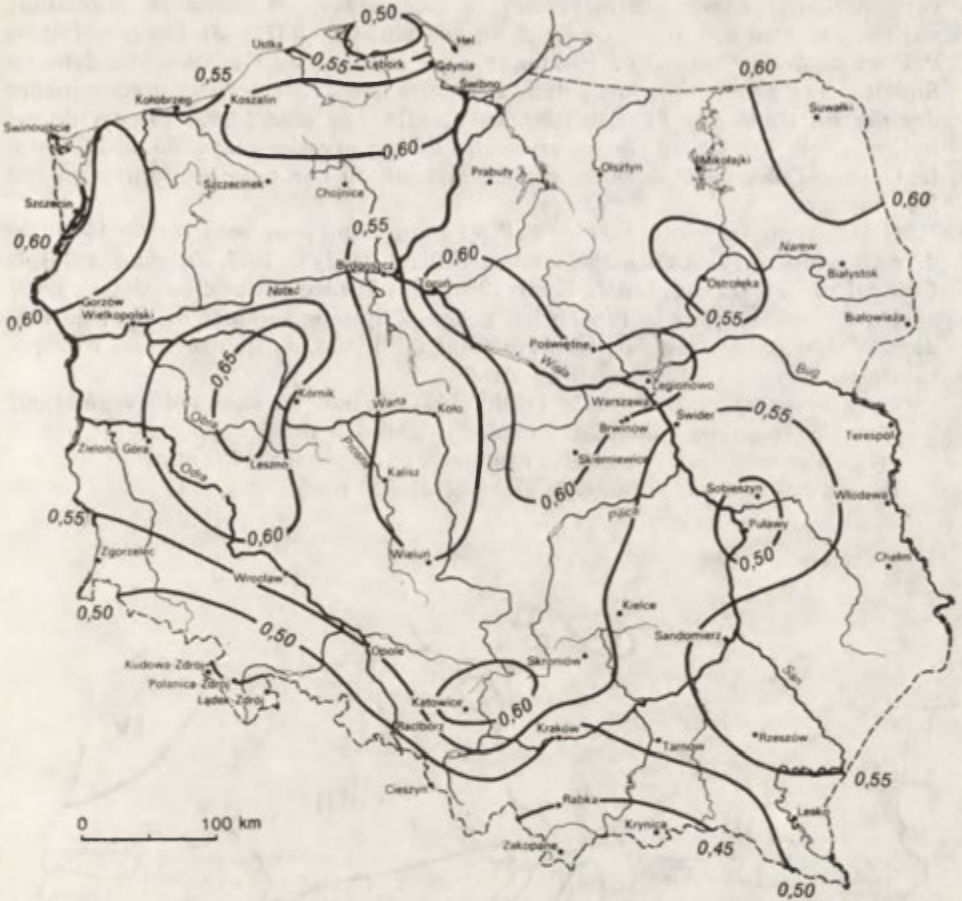 0,50
Ustka
Hel
0,55
Lębork
Gdynia
0,55
0,60
Kołobrzeg
Koszalin
Świbno
Suwałki
Świnoujście
0,60
Prabuty
Olsztyn
Mikołajki
Szczecinek
Chojnice
0,60
Szczecin
0,55
0,60
Narew
Bydgoszcz
0,60
Białystok
Toruń
Ostrołęka
Noteć
Gorzów
Wielkopolski
0,60
0,55
Białowieża
Poświętne
Wisła
0,65
Bug
Legionowo
Kórnik
Warta
Koło
Warszawa
0,55
Obra
Brwinów
Świder
Terespol
Zielona Góra
Prosna
Leszno
Skierniewice
Odra
Kalisz
0,60
Sobieszyn
Włodawa
0,55
Pilica
Puławy
0,60
Zgorzelec
Wieluń
0,50
Chełm
Wrocław
0,50
Kielce
0,50
Sandomierz
Opole
Skroniów
Kudowa-Zdrój
San
Polanica-Zdrój
Katowice
Lądek-Zdrój
0,60
Racibórz
Kraków
Rzeszów
Tarnów
0,55
Cieszyn
Rabka
Lesko
0 100 km
Krynica
Zakopane
0,45
0,50